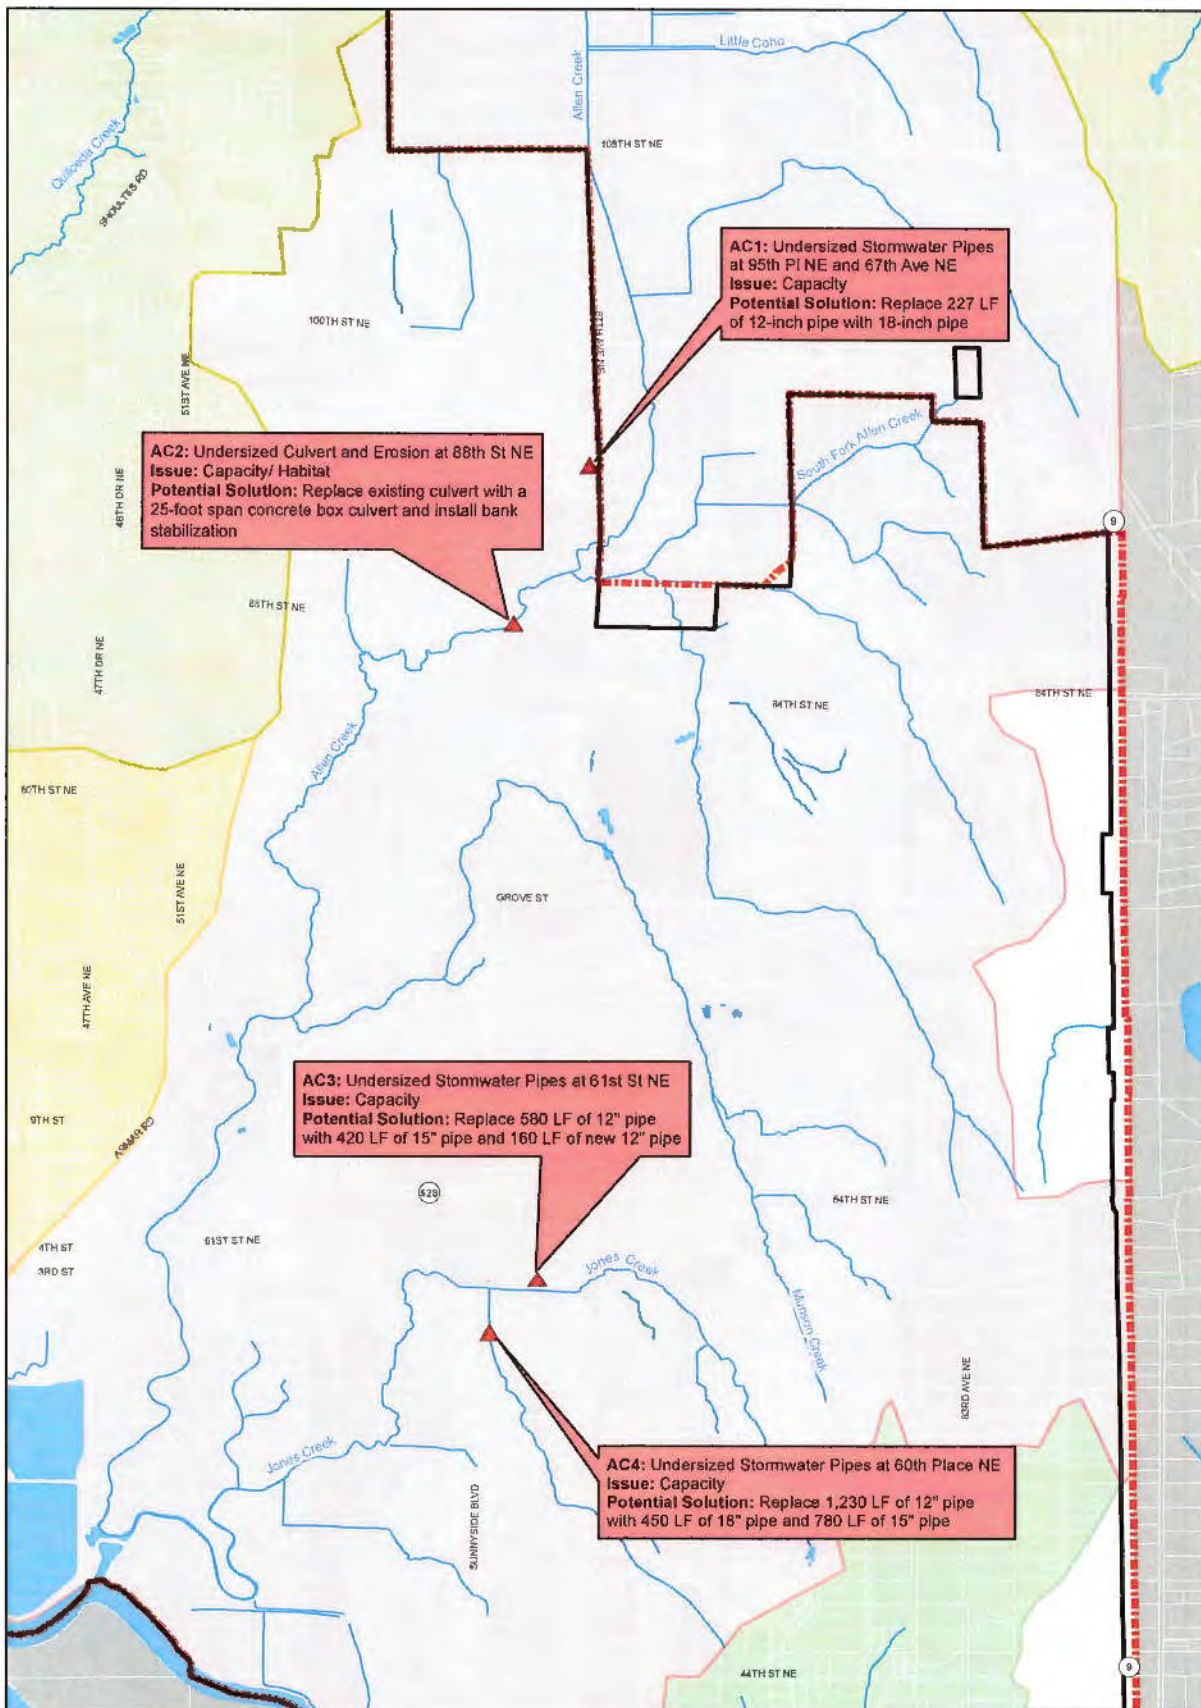 Little Coho
Allen Creek
Quilceda Creek
108TH ST NE
SHOULTES RD
AC1: Undersized Stormwater Pipes
at 95th Pl NE and 67th Ave NE
Issue: Capacity
Potential Solution: Replace 227 LF
of 12-inch pipe with 18-inch pipe
100TH ST NE
67TH AVE NE
51ST AVE NE
South Fork Allen Creek
AC2: Undersized Culvert and Erosion at 88th St NE
Issue: Capacity/ Habitat
Potential Solution: Replace existing culvert with a
25-foot span concrete box culvert and install bank
stabilization
48TH DR NE
9
88TH ST NE
47TH DR NE
84TH ST NE
84TH ST NE
Allen Creek
80TH ST NE
51ST AVE NE
GROVE ST
47TH AVE NE
AC3: Undersized Stormwater Pipes at 61st St NE
Issue: Capacity
Potential Solution: Replace 580 LF of 12" pipe
with 420 LF of 15" pipe and 160 LF of new 12" pipe
9TH ST
ARMAR RD
528
64TH ST NE
61ST ST NE
4TH ST
3RD ST
Jones Creek
Munson Creek
83RD AVE NE
Jones Creek
AC4: Undersized Stormwater Pipes at 60th Place NE
Issue: Capacity
Potential Solution: Replace 1,230 LF of 12" pipe
with 450 LF of 18" pipe and 780 LF of 15" pipe
SUNNYSIDE BLVD
44TH ST NE
9